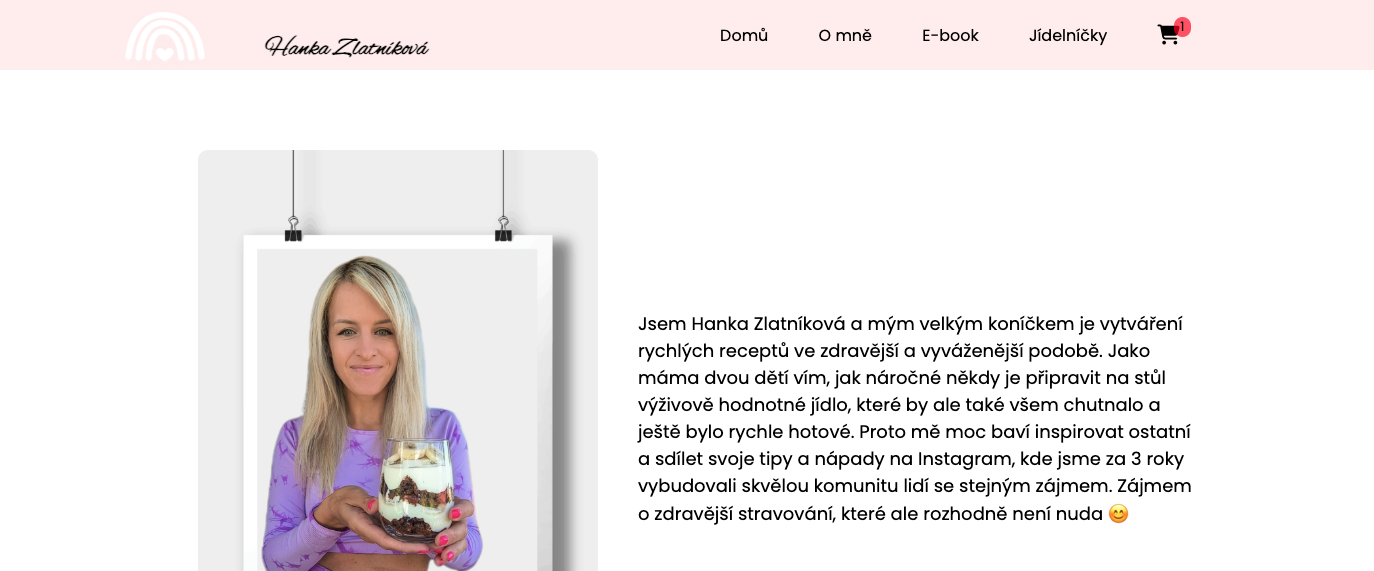 Hanka Zlatníková
Domů
O mně
E-book
Jídelníčky
1
Jsem Hanka Zlatníková a mým velkým koníčkem je vytváření
rychlých receptů ve zdravější a vyváženější podobě. Jako
máma dvou dětí vím, jak náročné někdy je připravit na stůl
výživově hodnotné jídlo, které by ale také všem chutnalo a
ještě bylo rychle hotové. Proto mě moc baví inspirovat ostatní
a sdílet svoje tipy a nápady na Instagram, kde jsme za 3 roky
vybudovali skvělou komunitu lidí se stejným zájmem. Zájmem
o zdravější stravování, které ale rozhodně není nuda 😊